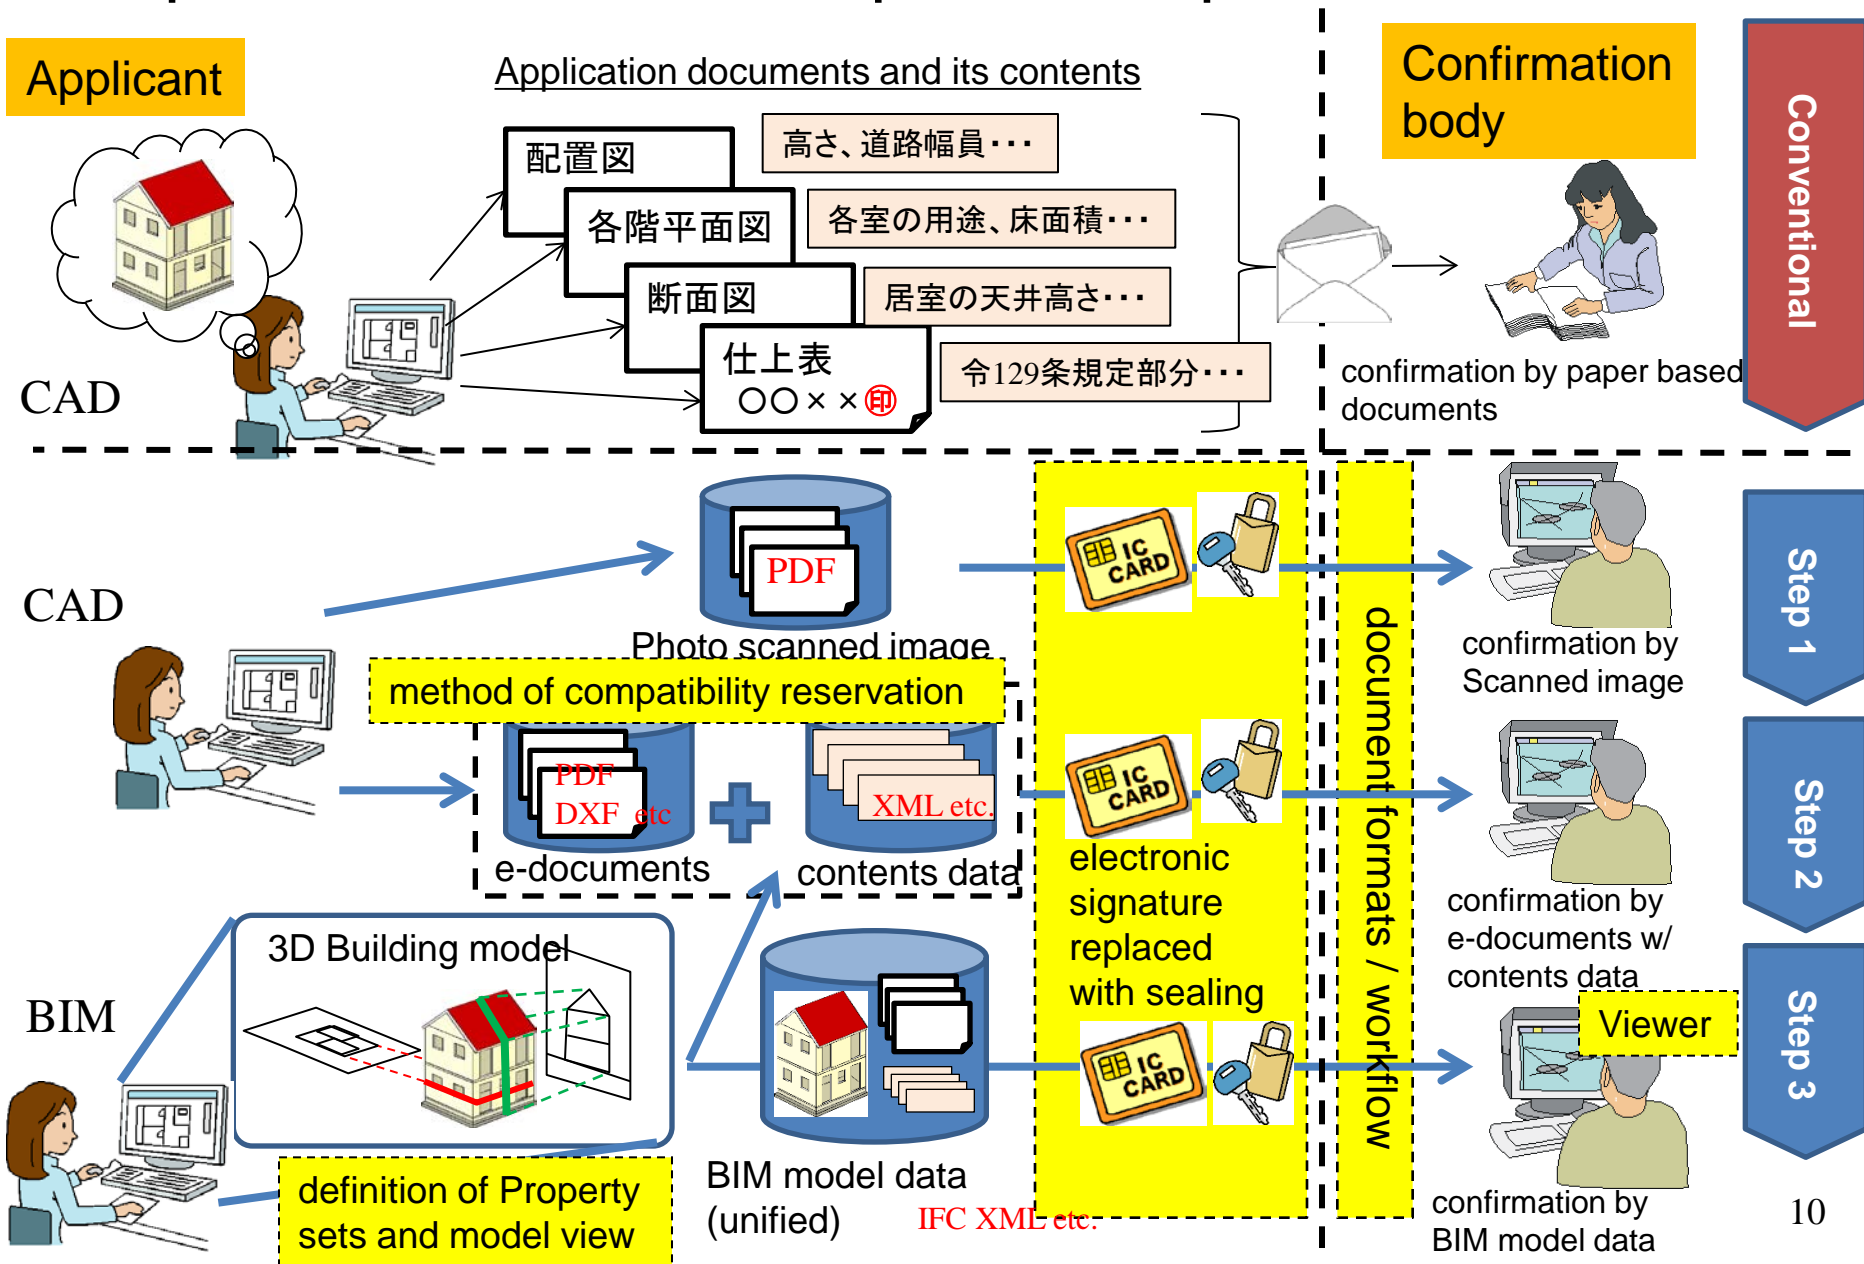 Applicant
Application documents and its contents
Confirmation
body
Conventional
配置図
高さ、道路幅員・・・
各階平面図
各室の用途、床面積・・・
断面図
居室の天井高さ・・・
仕上表
〇〇××㊞
令129条規定部分・・・
CAD
confirmation by paper based
documents
CAD
PDF
Photo scanned image
IC
CARD
confirmation by
Scanned image
Step 1
method of compatibility reservation
PDF
DXF etc
e-documents
XML etc.
contents data
IC
CARD
electronic
signature
replaced
with sealing
document formats / workflow
confirmation by
e-documents w/
contents data
Step 2
BIM
3D Building model
definition of Property
sets and model view
BIM model data
(unified)
IFC XML etc.
IC
CARD
Viewer
confirmation by
BIM model data
Step 3
10